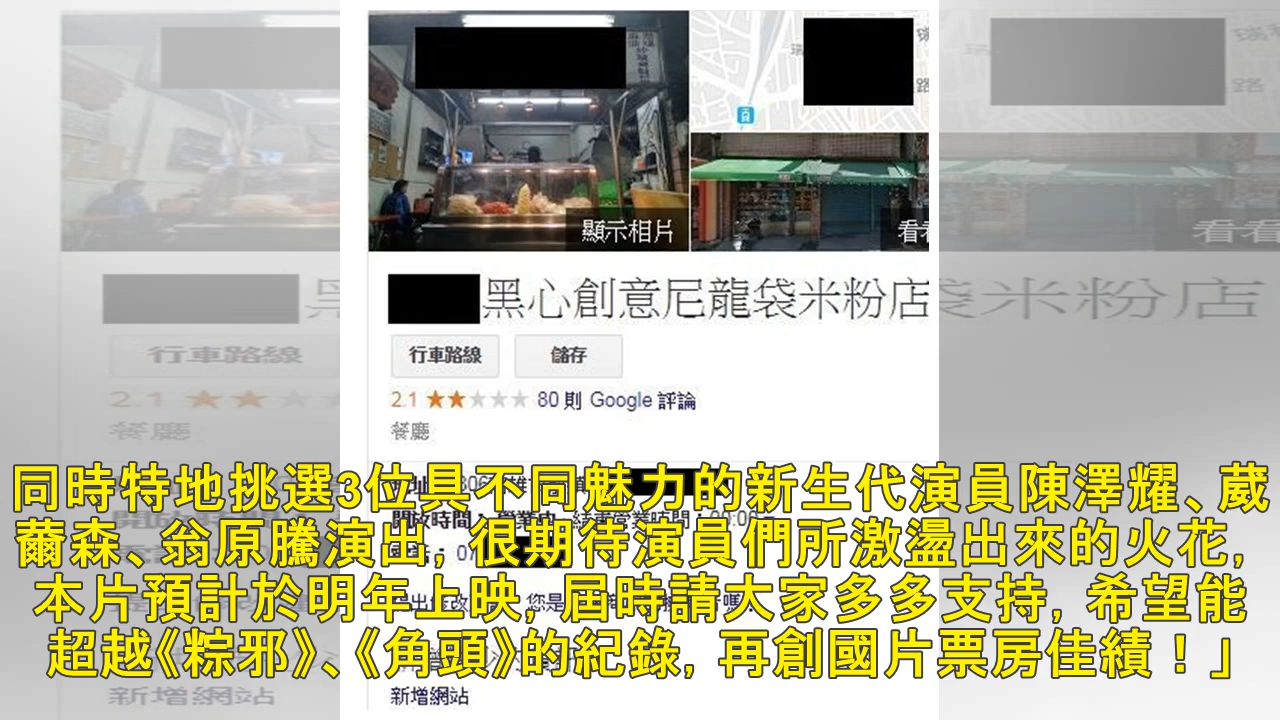 顯示相片
看看
黑心創意尼龍袋米粉店
行車路線
儲存
2.1
80 則 Google 評論
餐廳
同時特地挑選3位具不同魅力的新生代演員陳澤耀、葳
爾森、翁原騰演出, 很期待演員們所激盪出來的火花,
本片預計於明年上映, 屆時請大家多多支持, 希望能
超越《粽邪》、《角頭》的紀錄, 再創國片票房佳績！」
新增網站